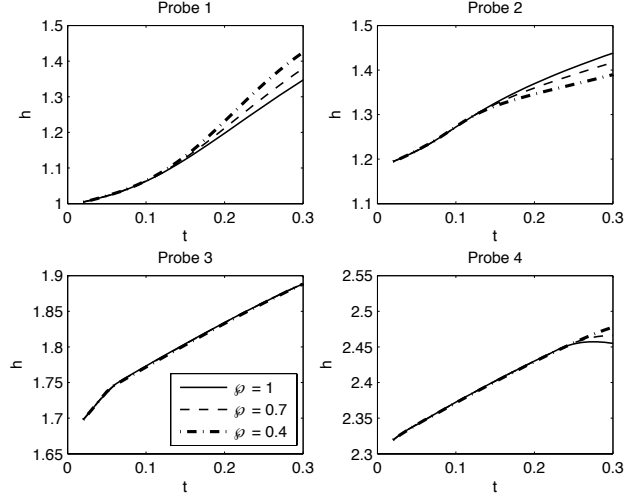 Probe 1
1.5
1.4
1.3
1.2
1.1
1
h
0
0.1
0.2
0.3
t
Probe 2
1.5
1.4
1.3
1.2
1.1
h
0
0.1
0.2
0.3
t
Probe 3
1.9
1.85
1.8
1.75
1.7
1.65
h
0
0.1
0.2
0.3
t
℘ = 1
℘ = 0.7
℘ = 0.4
Probe 4
2.55
2.5
2.45
2.4
2.35
2.3
h
0
0.1
0.2
0.3
t